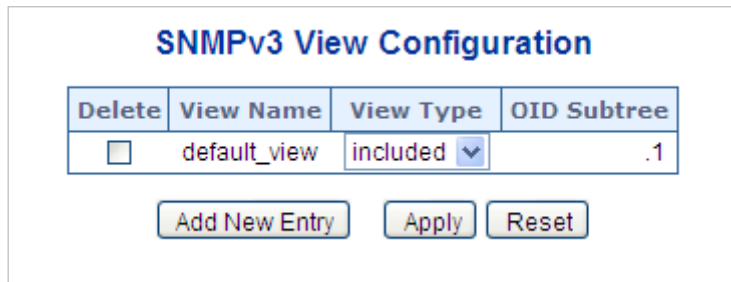 SNMPv3 View Configuration
Delete View Name View Type OID Subtree
default_view included .1
Add New Entry Apply Reset